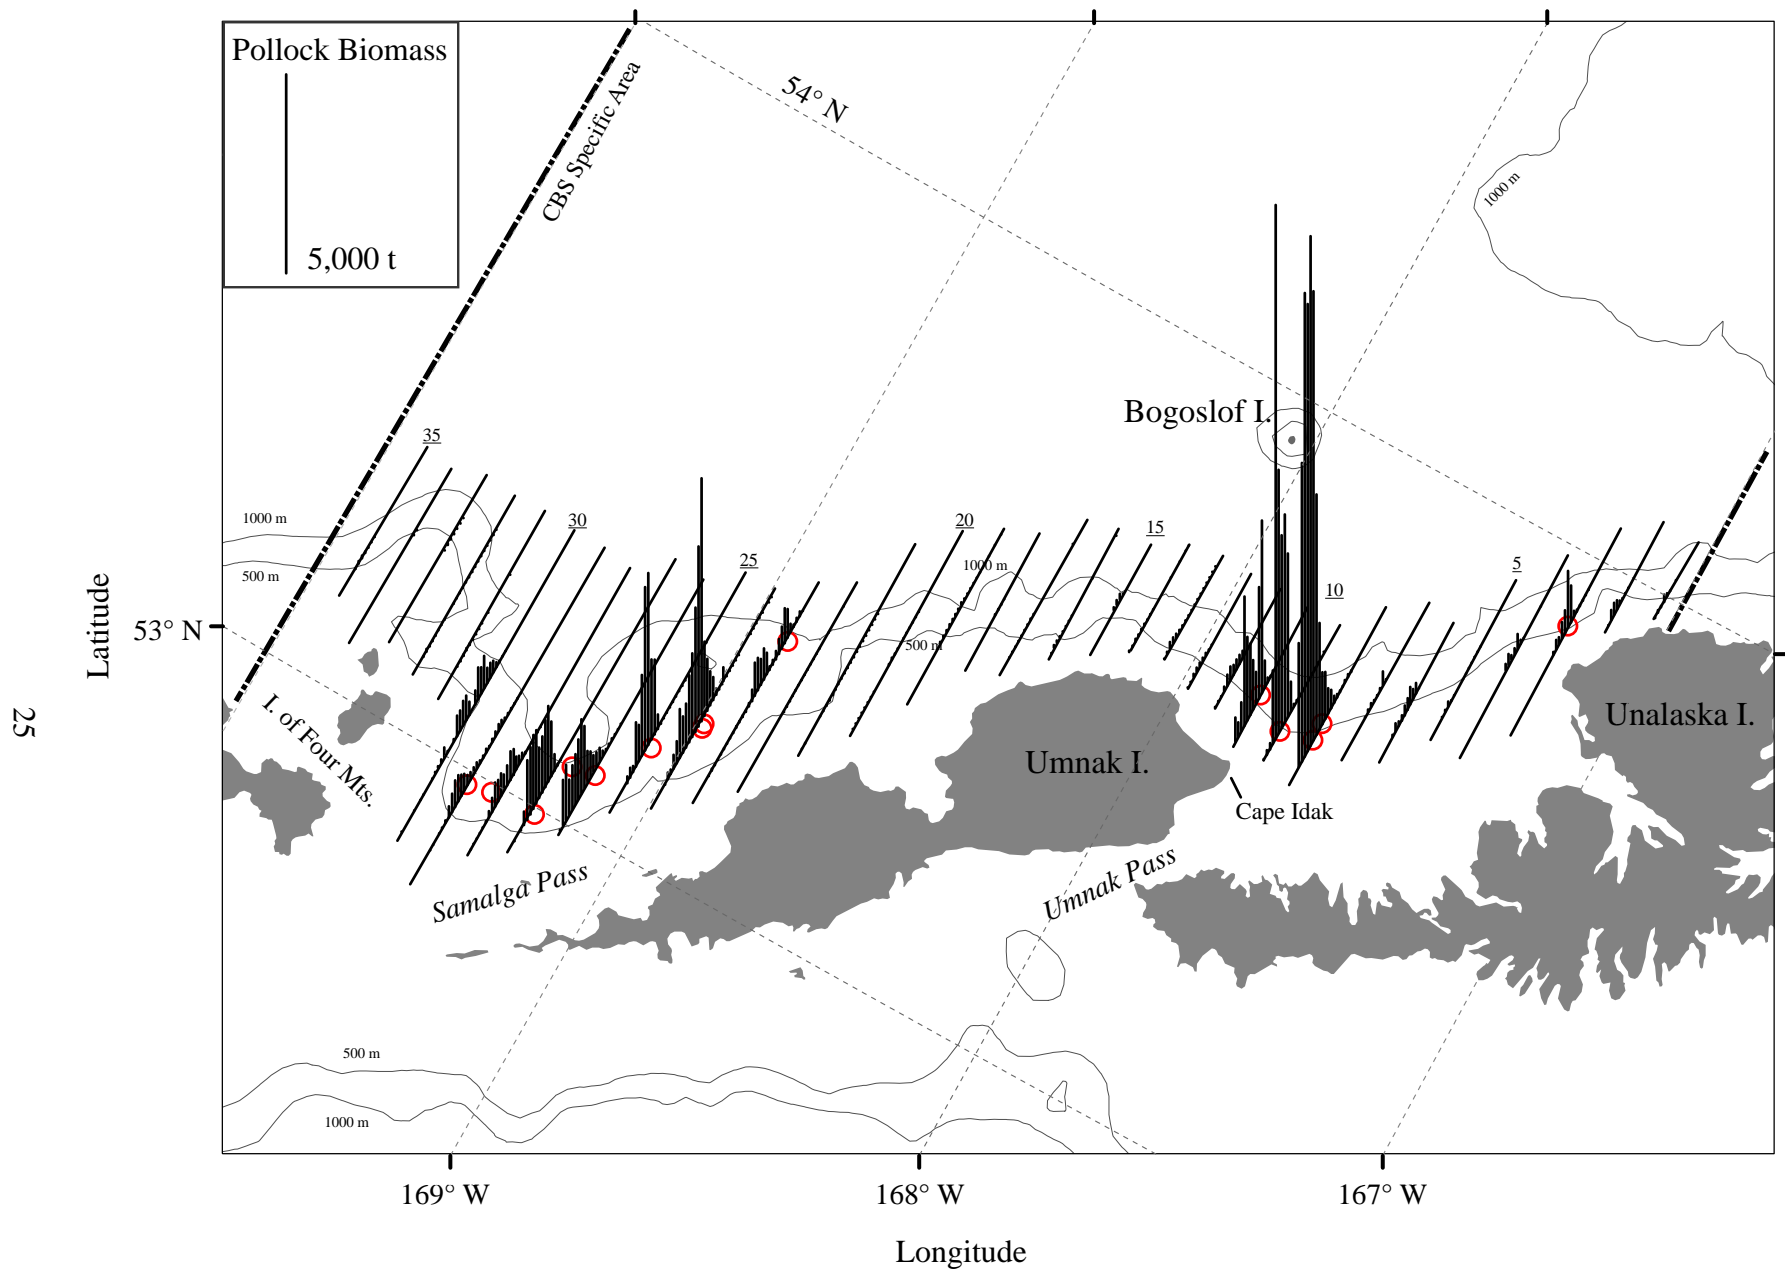 Pollock Biomass
5,000 t
CBS Specific Area
54° N
1000 m
Bogoslof I.
35
30
25
20
15
10
5
1000 m
500 m
1000 m
500 m
53° N
Latitude
I. of Four Mts.
Umnak I.
Unalaska I.
Cape Idak
Samalga Pass
Umnak Pass
500 m
1000 m
169° W
168° W
167° W
Longitude
25